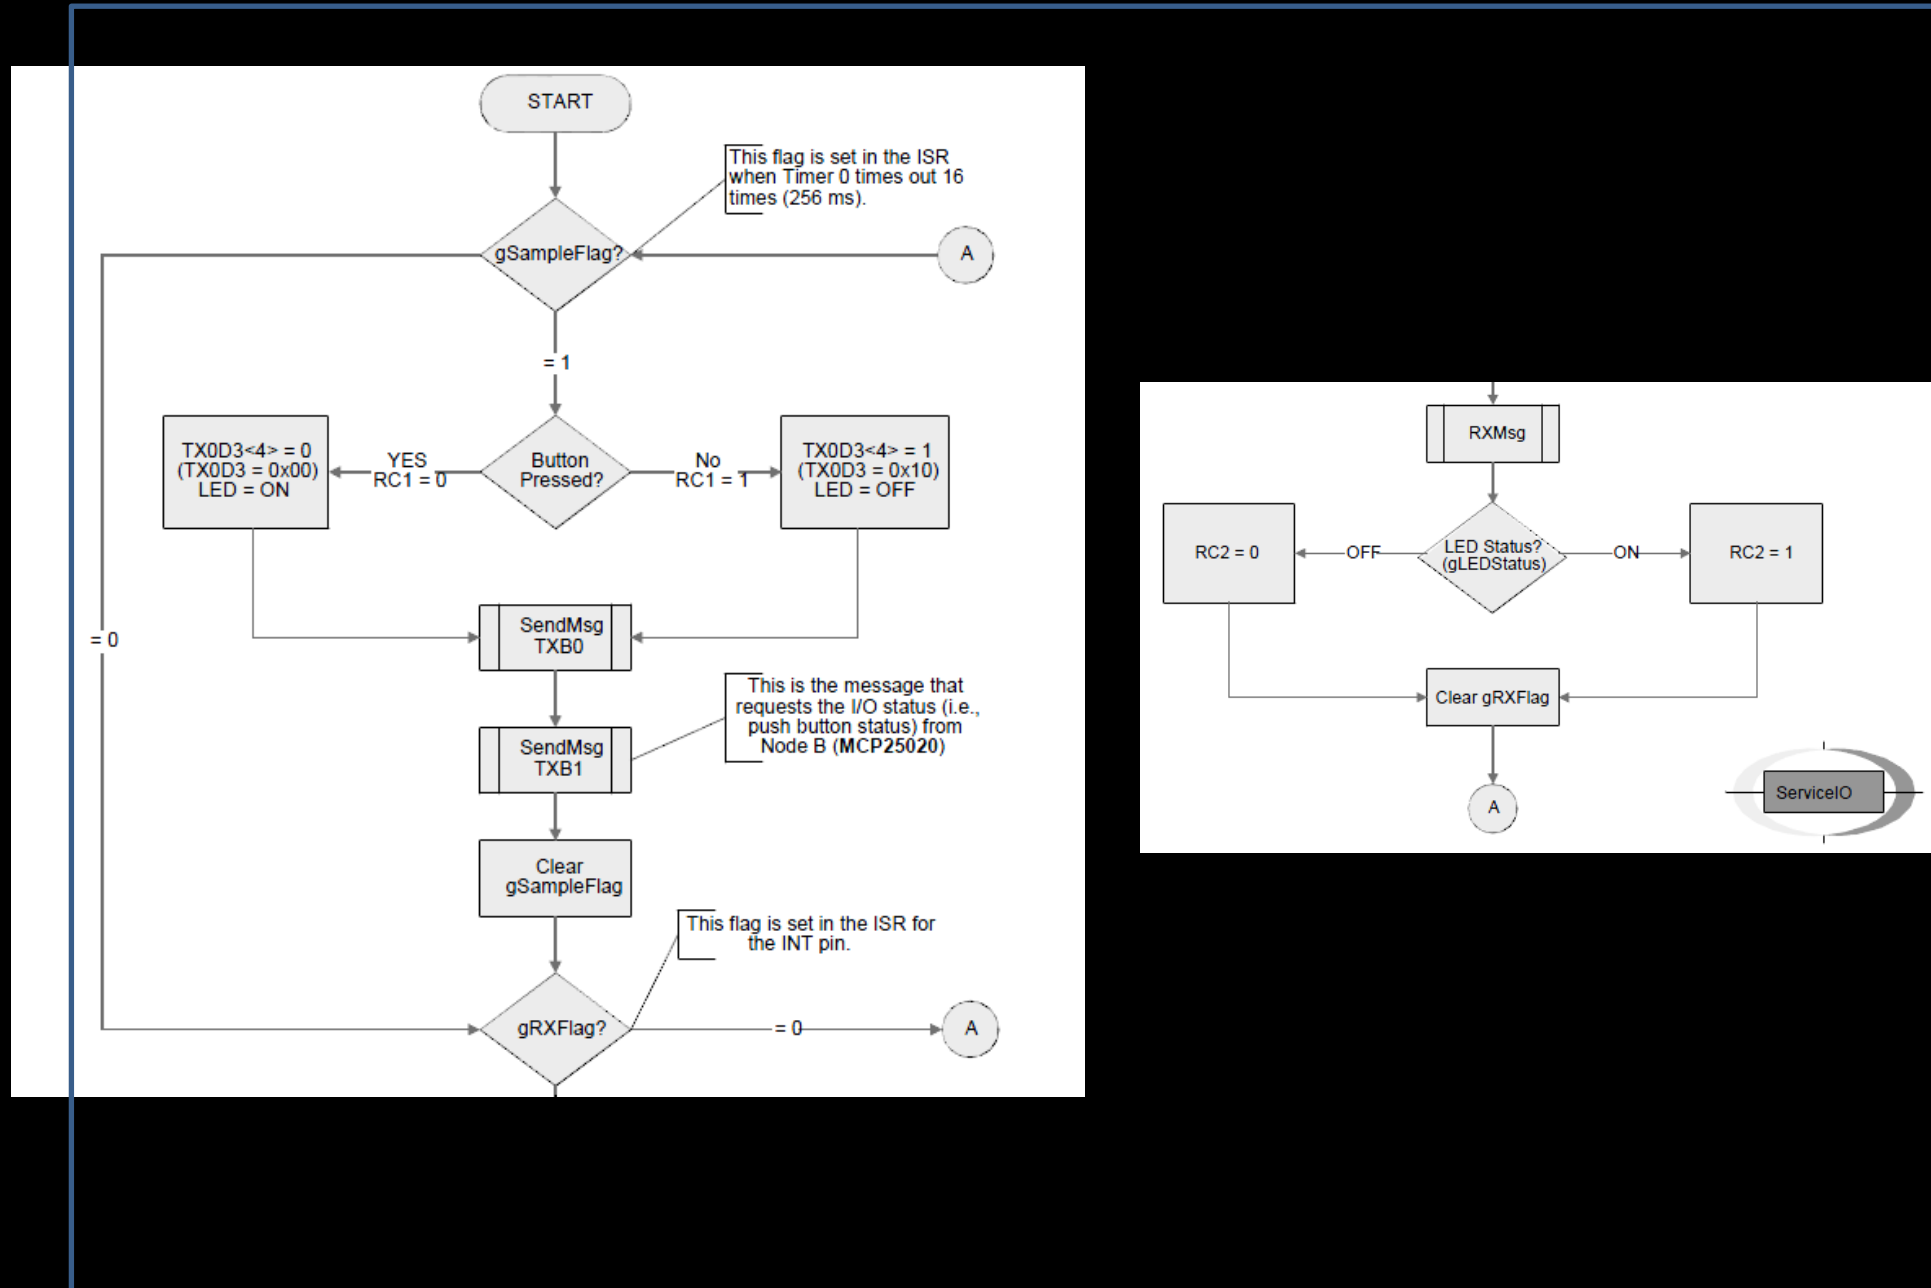 START
This flag is set in the ISR
when Timer 0 times out 16
times (256 ms).
gSampleFlag?
A
= 1
TX0D3<4> = 0
(TX0D3 = 0x00)
LED = ON
YES
RC1 = 0
Button
Pressed?
No
RC1 = 1
TX0D3<4> = 1
(TX0D3 = 0x10)
LED = OFF
= 0
SendMsg
TXB0
This is the message that
requests the I/O status (i.e.,
push button status) from
Node B (MCP25020)
SendMsg
TXB1
Clear
gSampleFlag
This flag is set in the ISR for
the INT pin.
gRXFlag?
= 0
A
RXMsg
RC2 = 0
OFF
LED Status?
(gLEDStatus)
ON
RC2 = 1
Clear gRXFlag
A
ServiceIO